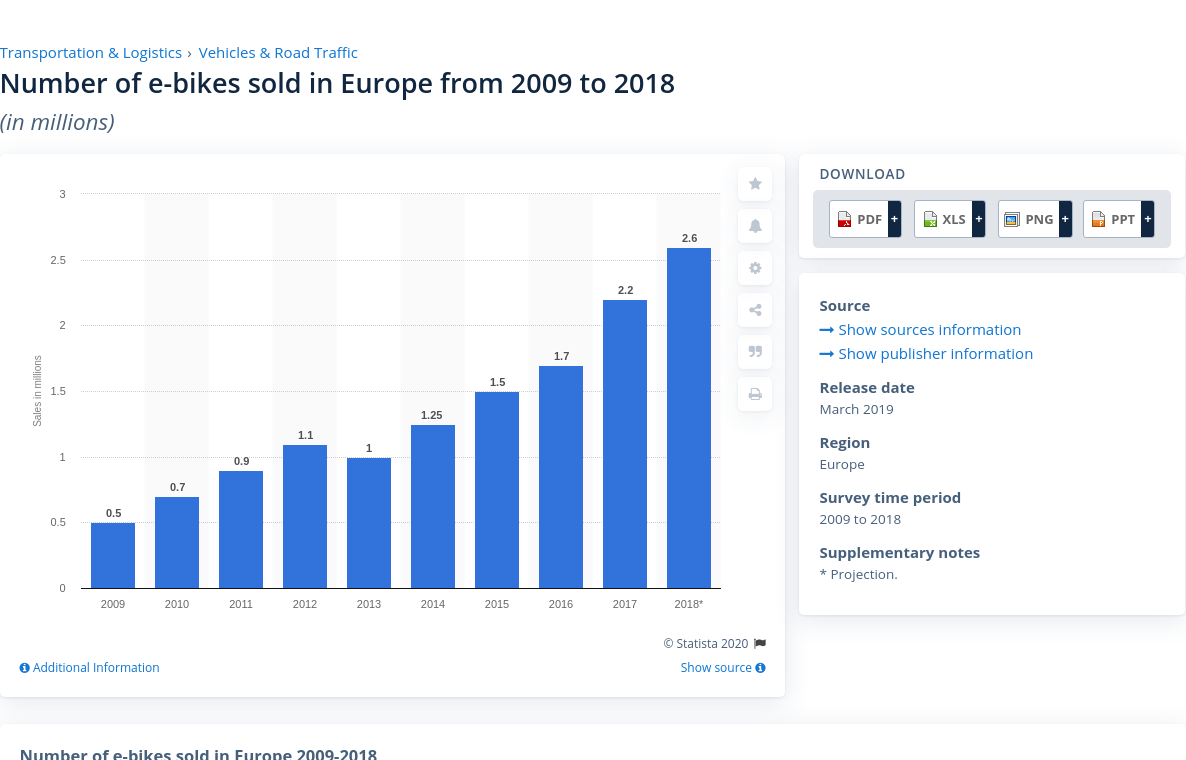 Transportation & Logistics › Vehicles & Road Traffic
Number of e-bikes sold in Europe from 2009 to 2018
(in millions)
3
2.5
2
1.5
1
0.5
0
Sales in millions
0.5
0.7
0.9
1.1
1
1.25
1.5
1.7
2.2
2.6
2009
2010
2011
2012
2013
2014
2015
2016
2017
2018*
© Statista 2020
Additional Information
Show source
DOWNLOAD
PDF + XLS + PNG + PPT +
Source
Show sources information
Show publisher information
Release date
March 2019
Region
Europe
Survey time period
2009 to 2018
Supplementary notes
* Projection.
Number of e-bikes sold in Europe 2009-2018